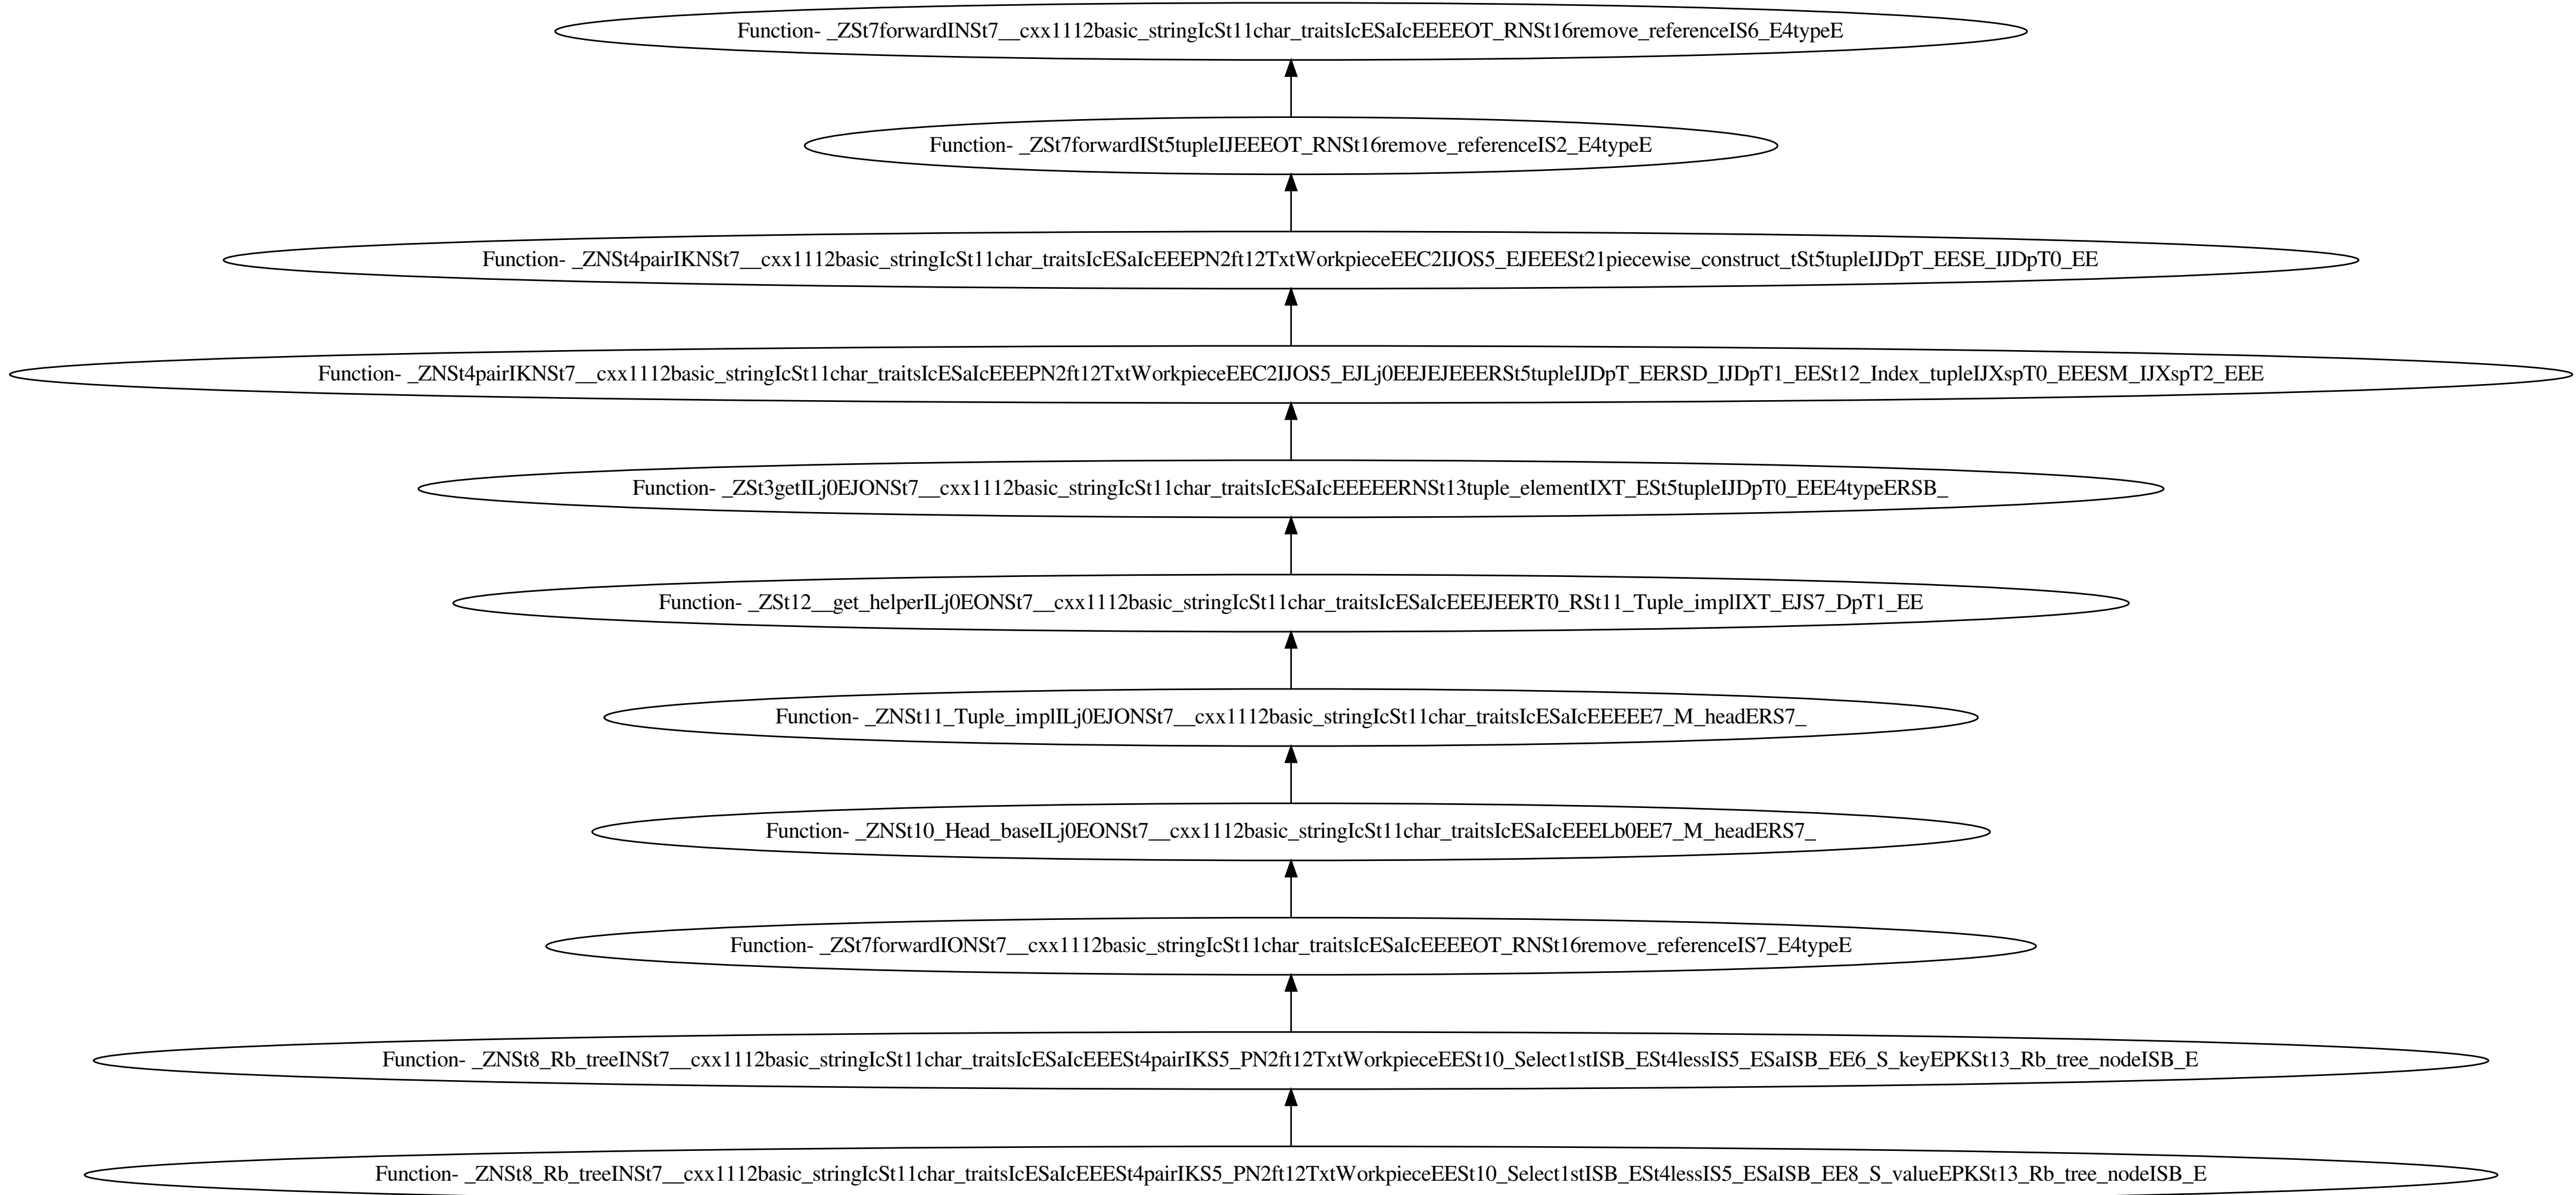 Function- _ZSt7forwardINSt7__cxx1112basic_stringIcSt11char_traitsIcESaIcEEEEOT_RNSt16remove_referenceIS6_E4typeE
Function- _ZSt7forwardISt5tupleIJEEEOT_RNSt16remove_referenceIS2_E4typeE
Function- _ZNSt4pairIKNSt7__cxx1112basic_stringIcSt11char_traitsIcESaIcEEEPN2ft12TxtWorkpieceEEC2IJOS5_EJEEESt21piecewise_construct_tSt5tupleIJDpT_EESE_IJDpT0_EE
Function- _ZNSt4pairIKNSt7__cxx1112basic_stringIcSt11char_traitsIcESaIcEEEPN2ft12TxtWorkpieceEEC2IJOS5_EJLj0EEJEJEEERSt5tupleIJDpT_EERSD_IJDpT1_EESt12_Index_tupleIJXspT0_EEESM_IJXspT2_EEE
Function- _ZSt3getILj0EJONSt7__cxx1112basic_stringIcSt11char_traitsIcESaIcEEEEERNSt13tuple_elementIXT_ESt5tupleIJDpT0_EEE4typeERSB_
Function- _ZSt12__get_helperILj0EONSt7__cxx1112basic_stringIcSt11char_traitsIcESaIcEEEJEERT0_RSt11_Tuple_implIXT_EJS7_DpT1_EE
Function- _ZNSt11_Tuple_implILj0EJONSt7__cxx1112basic_stringIcSt11char_traitsIcESaIcEEEEE7_M_headERS7_
Function- _ZNSt10_Head_baseILj0EONSt7__cxx1112basic_stringIcSt11char_traitsIcESaIcEEELb0EE7_M_headERS7_
Function- _ZSt7forwardIONSt7__cxx1112basic_stringIcSt11char_traitsIcESaIcEEEEOT_RNSt16remove_referenceIS7_E4typeE
Function- _ZNSt8_Rb_treeINSt7__cxx1112basic_stringIcSt11char_traitsIcESaIcEEESt4pairIKS5_PN2ft12TxtWorkpieceEESt10_Select1stISB_ESt4lessIS5_ESaISB_EE6_S_keyEPKSt13_Rb_tree_nodeISB_E
Function- _ZNSt8_Rb_treeINSt7__cxx1112basic_stringIcSt11char_traitsIcESaIcEEESt4pairIKS5_PN2ft12TxtWorkpieceEESt10_Select1stISB_ESt4lessIS5_ESaISB_EE8_S_valueEPKSt13_Rb_tree_nodeISB_E